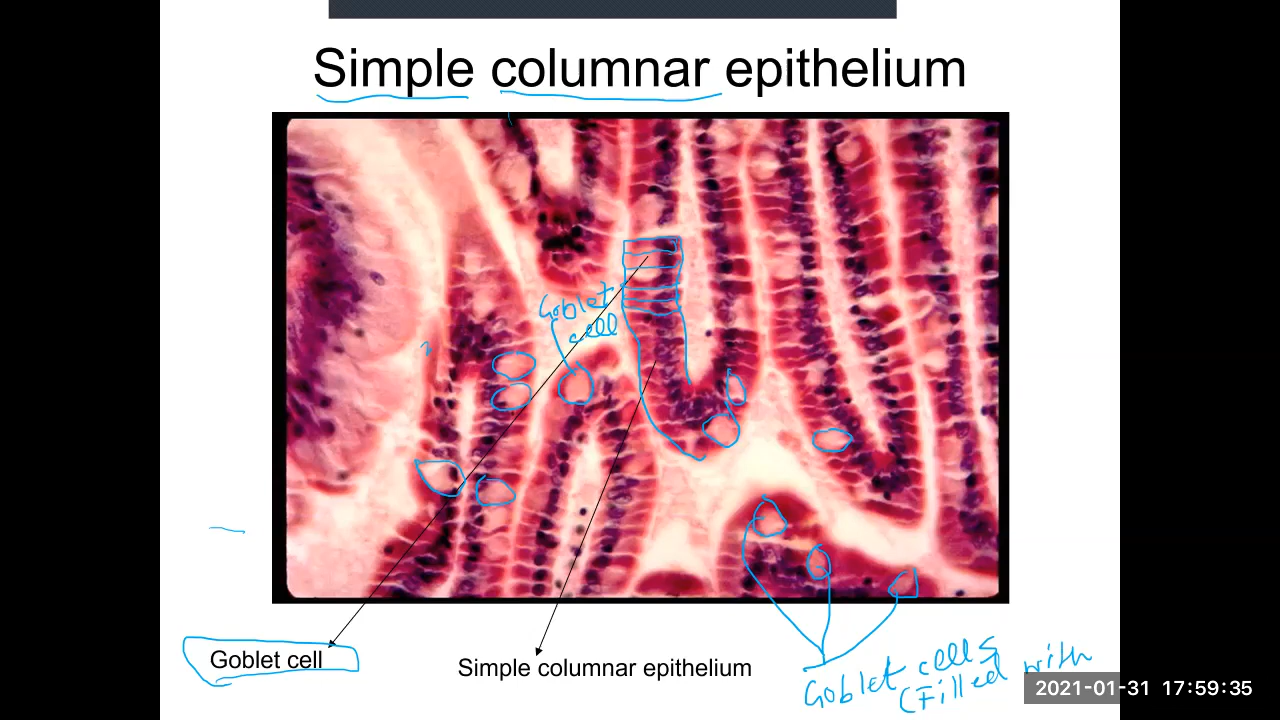 Simple columnar epithelium
Goblet
cell
Goblet cell
Simple columnar epithelium
Goblet cells
(Filled with
2021-01-31 17:59:35